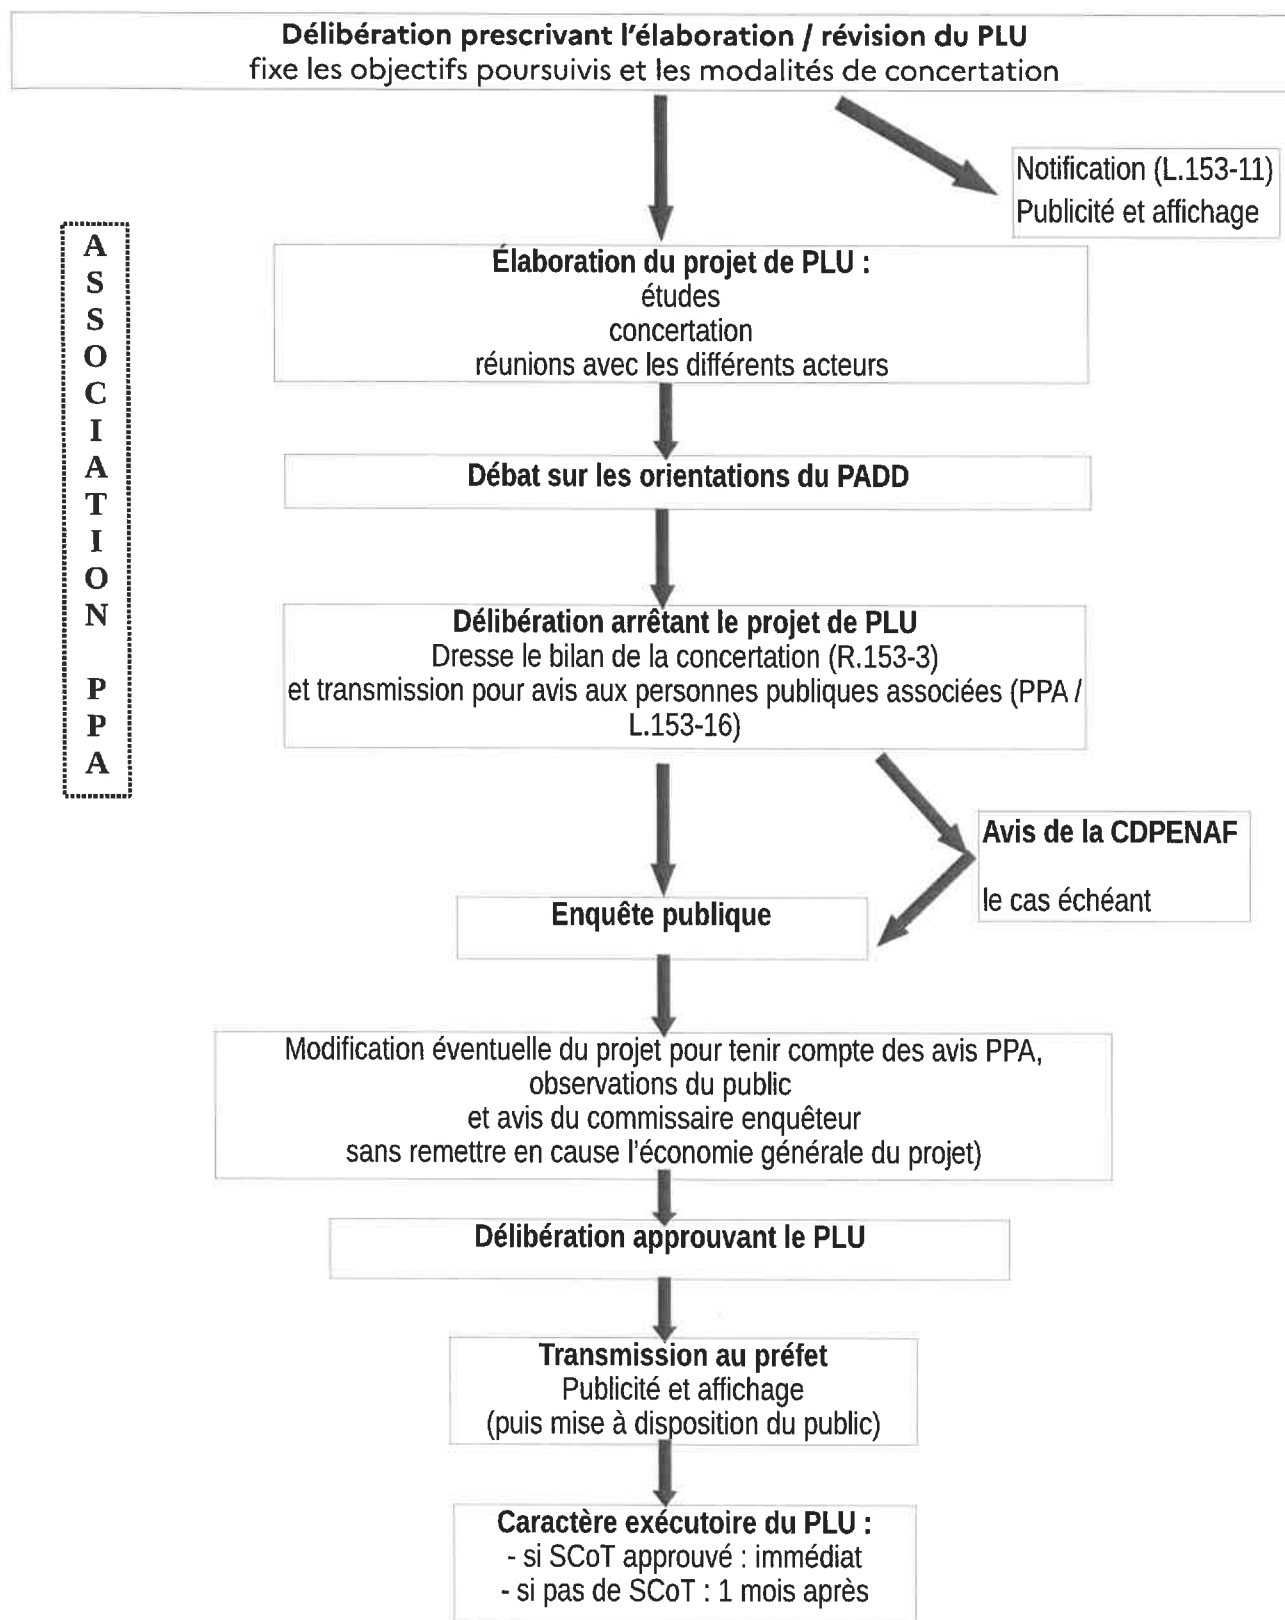 Délibération prescrivant l'élaboration / révision du PLU
fixe les objectifs poursuivis et les modalités de concertation
Notification (L.153-11)
Publicité et affichage
A
S
S
O
C
I
A
T
I
O
N
P
P
A
Élaboration du projet de PLU :
études
concertation
réunions avec les différents acteurs
Débat sur les orientations du PADD
Délibération arrêtant le projet de PLU
Dresse le bilan de la concertation (R.153-3)
et transmission pour avis aux personnes publiques associées (PPA /
L.153-16)
Avis de la CDPENAF
le cas échéant
Enquête publique
Modification éventuelle du projet pour tenir compte des avis PPA,
observations du public
et avis du commissaire enquêteur
sans remettre en cause l'économie générale du projet)
Délibération approuvant le PLU
Transmission au préfet
Publicité et affichage
(puis mise à disposition du public)
Caractère exécutoire du PLU :
- si SCoT approuvé : immédiat
- si pas de SCoT : 1 mois après